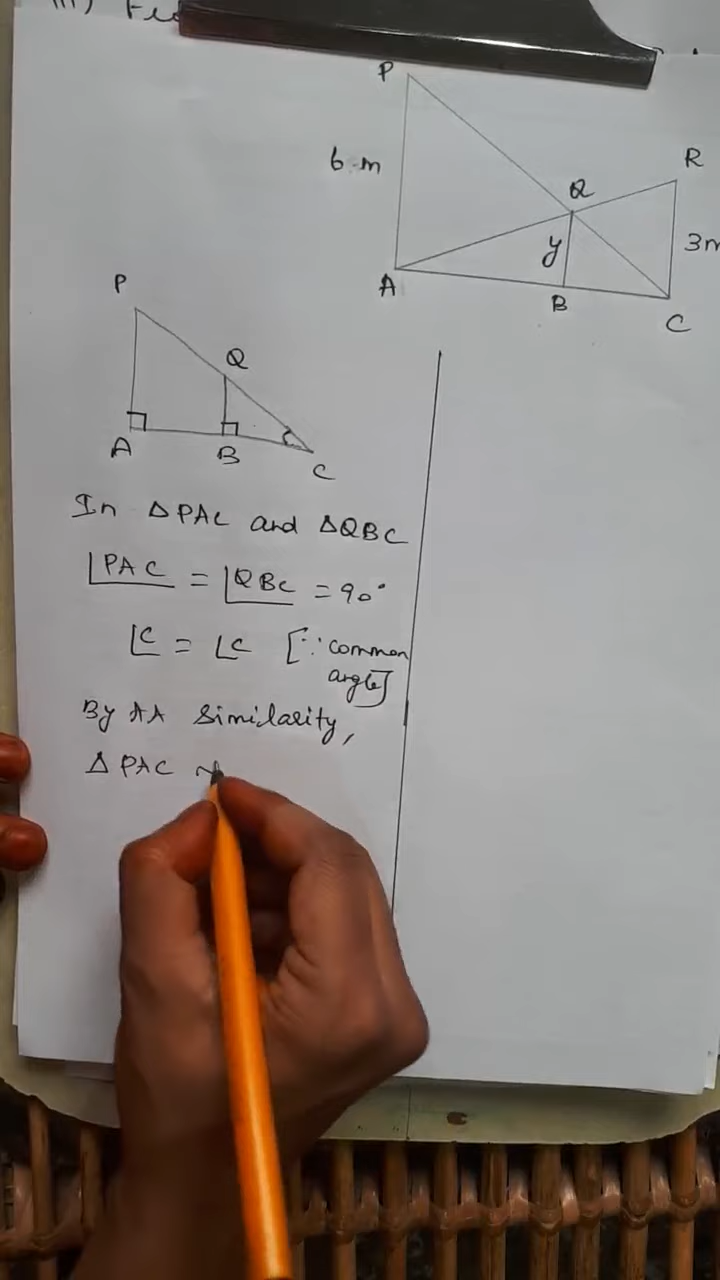 P
6 m
R
Q
3m
y
A
B
C
P
Q
A
B
C
In ΔPAC and ΔQBC
∠PAC = ∠QBC = 90°
∠C = ∠C [∵ common
angle]
By AA Similarity,
ΔPAC ~